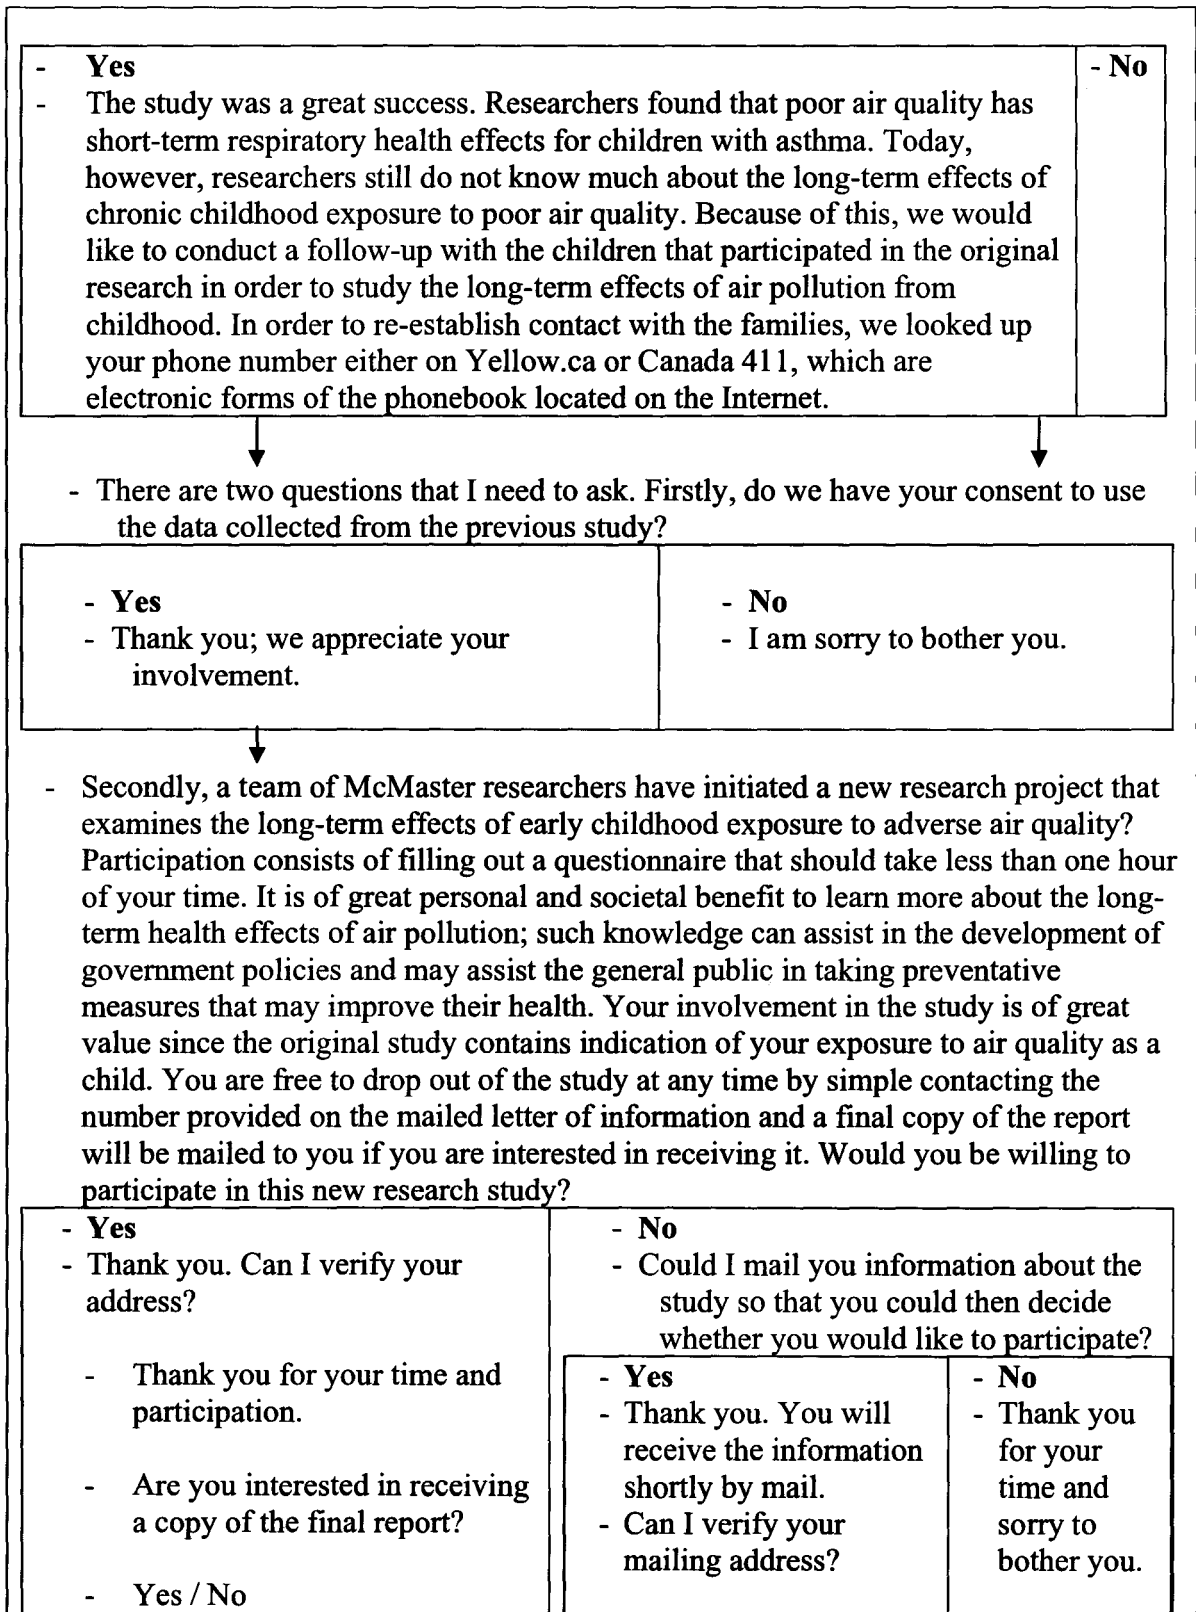 - Yes
- The study was a great success. Researchers found that poor air quality has
short-term respiratory health effects for children with asthma. Today,
however, researchers still do not know much about the long-term effects of
chronic childhood exposure to poor air quality. Because of this, we would
like to conduct a follow-up with the children that participated in the original
research in order to study the long-term effects of air pollution from
childhood. In order to re-establish contact with the families, we looked up
your phone number either on Yellow.ca or Canada 411, which are
electronic forms of the phonebook located on the Internet.
- No
- There are two questions that I need to ask. Firstly, do we have your consent to use
the data collected from the previous study?
- Yes
- Thank you; we appreciate your
involvement.
- No
- I am sorry to bother you.
- Secondly, a team of McMaster researchers have initiated a new research project that
examines the long-term effects of early childhood exposure to adverse air quality?
Participation consists of filling out a questionnaire that should take less than one hour
of your time. It is of great personal and societal benefit to learn more about the long-
term health effects of air pollution; such knowledge can assist in the development of
government policies and may assist the general public in taking preventative
measures that may improve their health. Your involvement in the study is of great
value since the original study contains indication of your exposure to air quality as a
child. You are free to drop out of the study at any time by simple contacting the
number provided on the mailed letter of information and a final copy of the report
will be mailed to you if you are interested in receiving it. Would you be willing to
participate in this new research study?
- Yes
- Thank you. Can I verify your
address?
- Thank you for your time and
participation.
- Are you interested in receiving
a copy of the final report?
- Yes / No
- No
- Could I mail you information about the
study so that you could then decide
whether you would like to participate?
- Yes
- Thank you. You will
receive the information
shortly by mail.
- Can I verify your
mailing address?
- No
- Thank you
for your
time and
sorry to
bother you.